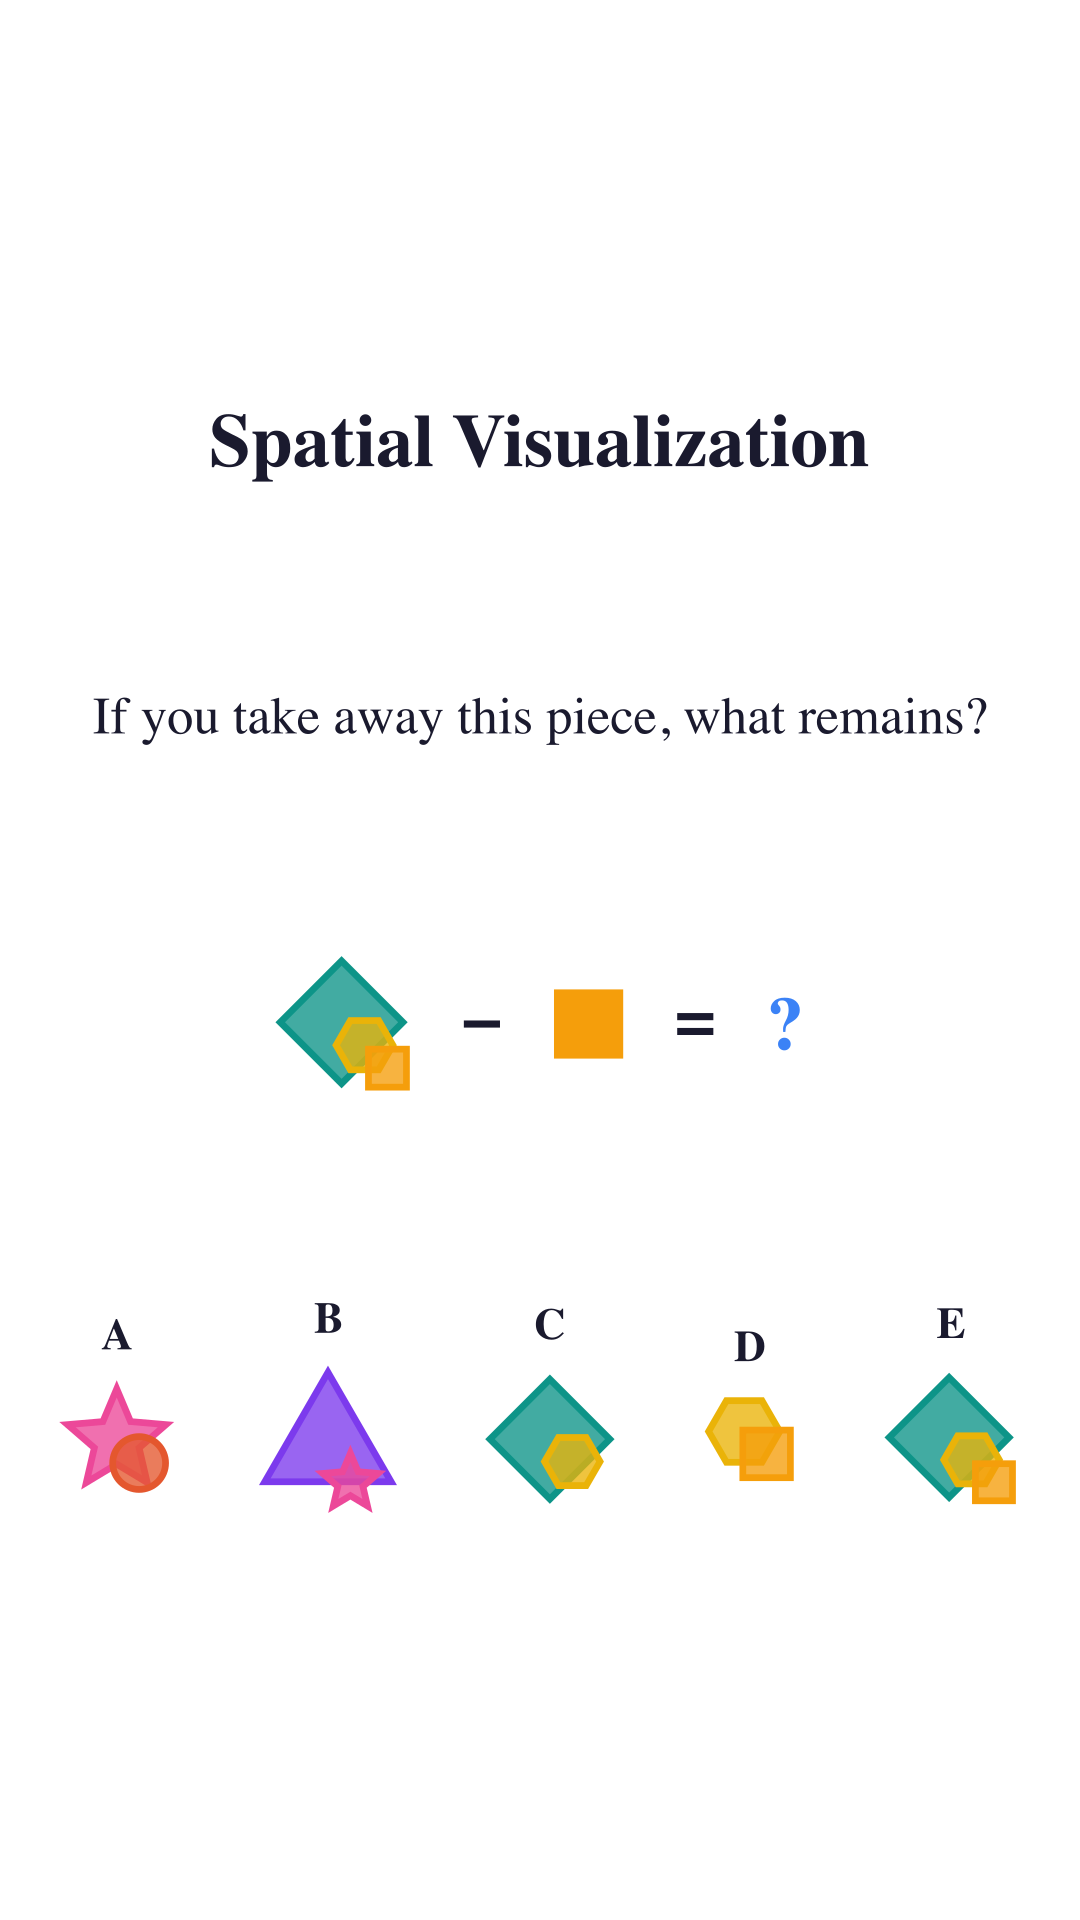 Spatial Visualization
If you take away this piece, what remains?
− = ?
A B C D E